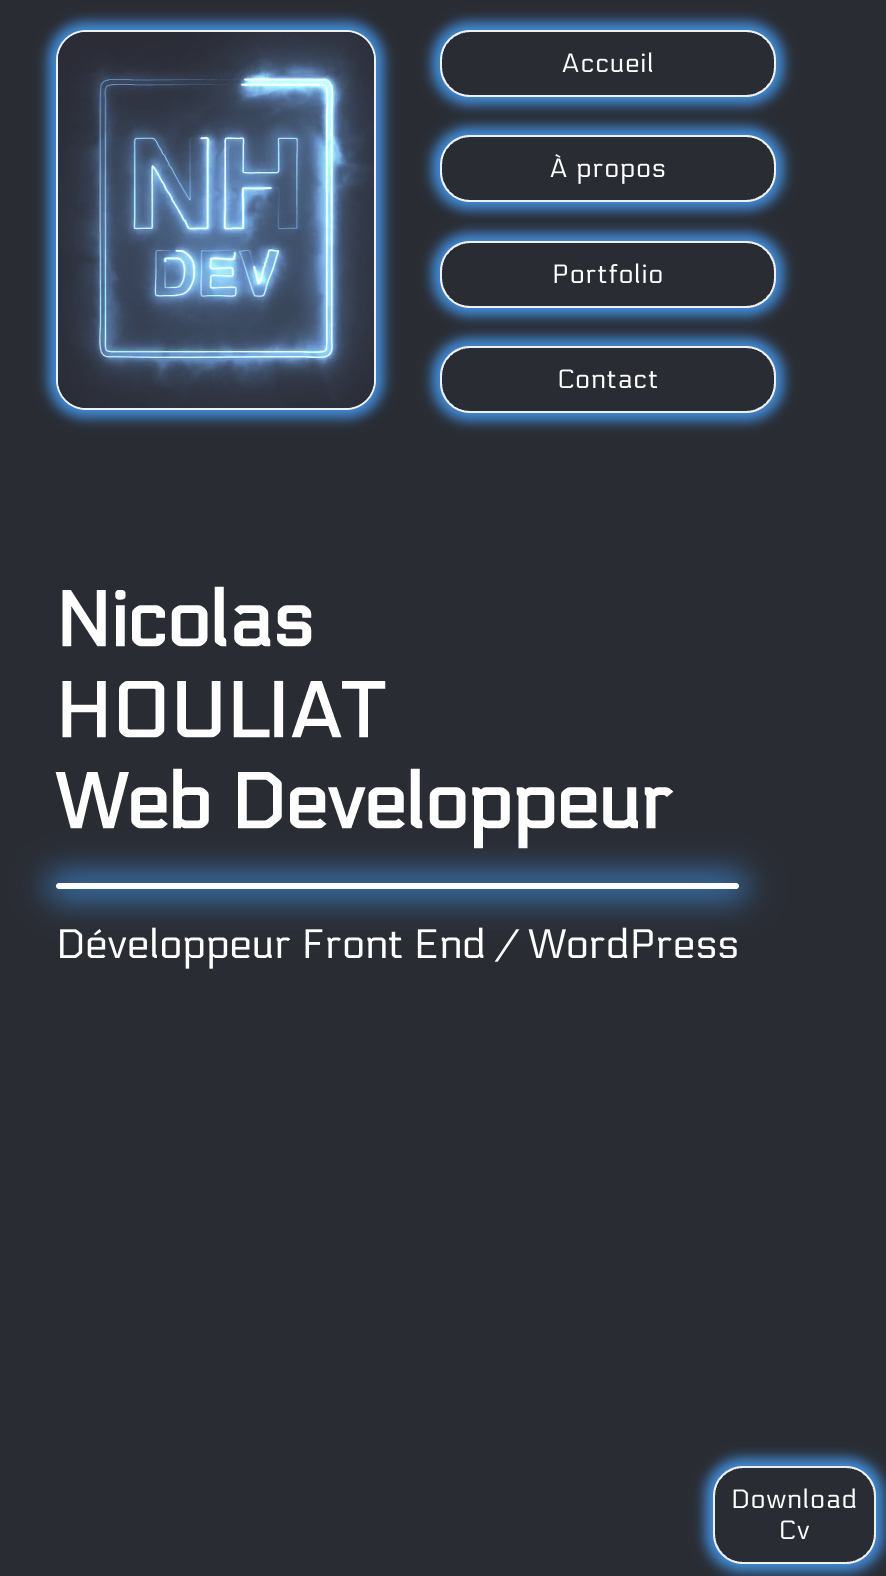 NH
DEV
Accueil
À propos
Portfolio
Contact
Nicolas
HOULIAT
Web Developpeur
Développeur Front End / WordPress
Download
Cv